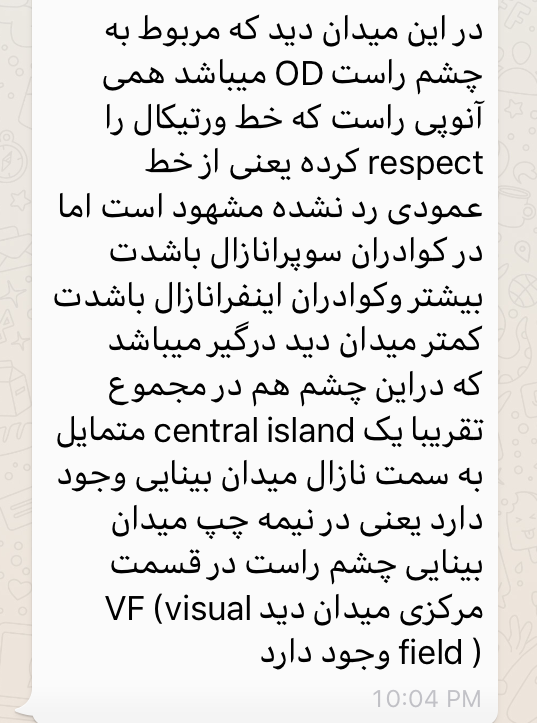 در این میدان دید که مربوط به
چشم راست OD میباشد همی
آنوپی راست که خط ورتیکال را
respect کرده یعنی از خط
عمودی رد نشده مشهود است اما
در کوادران سوپرانازال باشدت
بیشتر وکوادران اینفرانازال باشدت
کمتر میدان دید درگیر میباشد
که دراین چشم هم در مجموع
تقریبا یک central island متمایل
به سمت نازال میدان بینایی وجود
دارد یعنی در نیمه چپ میدان
بینایی چشم راست در قسمت
مرکزی میدان دید VF (visual
field ) وجود دارد
10:04 PM